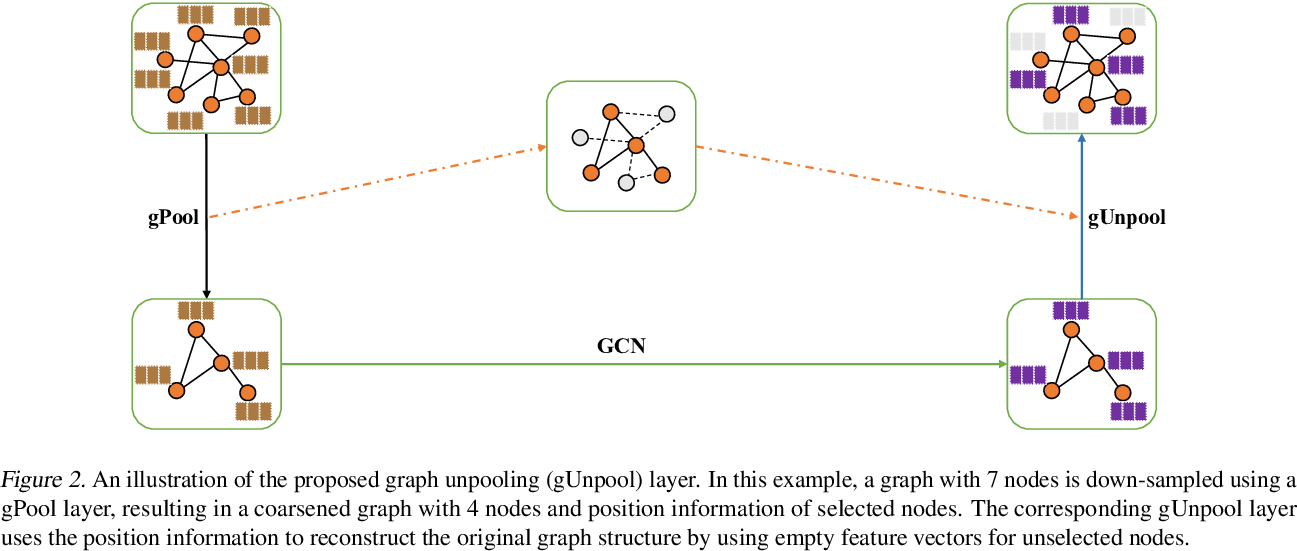 gPool
gUnpool
GCN
Figure 2. An illustration of the proposed graph unpooling (gUnpool) layer. In this example, a graph with 7 nodes is down-sampled using a
gPool layer, resulting in a coarsened graph with 4 nodes and position information of selected nodes. The corresponding gUnpool layer
uses the position information to reconstruct the original graph structure by using empty feature vectors for unselected nodes.